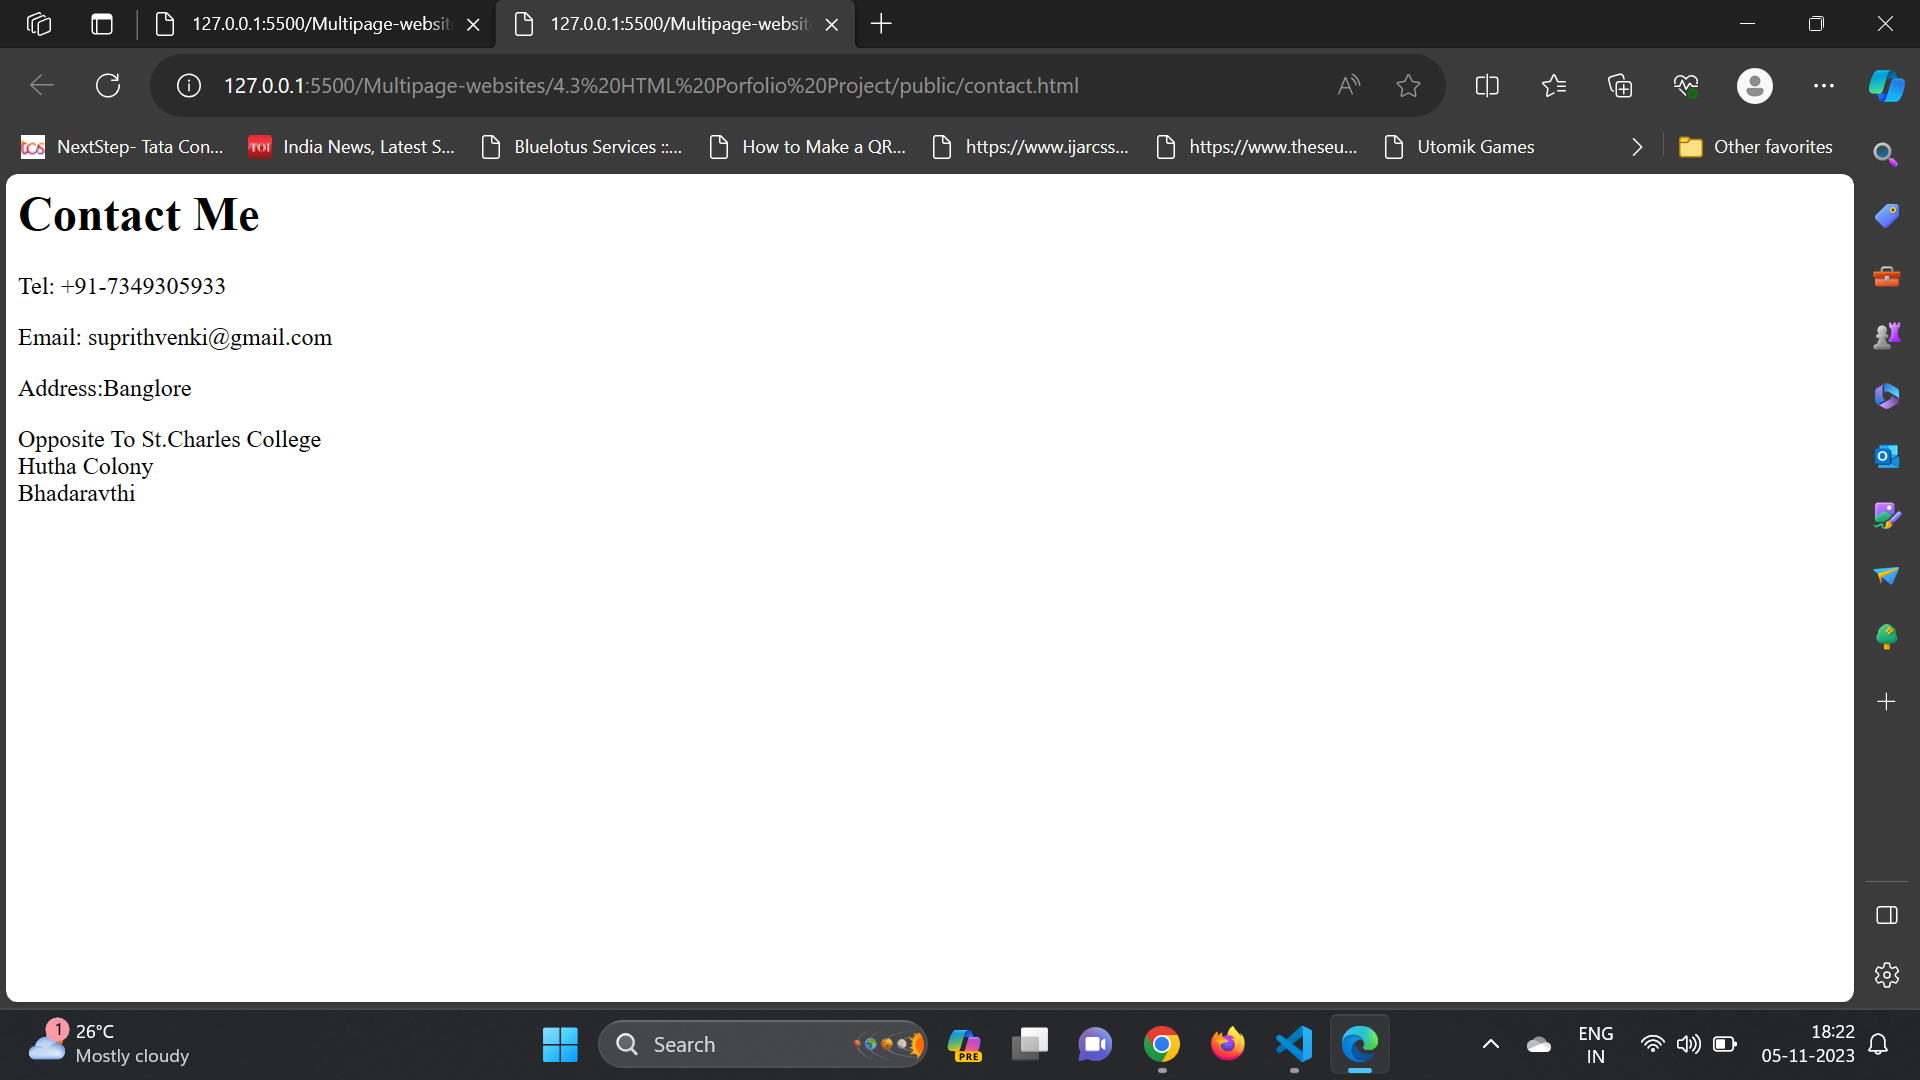 127.0.0.1:5500/Multipage-websit
127.0.0.1:5500/Multipage-websit
127.0.0.1:5500/Multipage-websites/4.3%20HTML%20Porfolio%20Project/public/contact.html
NextStep- Tata Con...
India News, Latest S...
Bluelotus Services ::...
How to Make a QR...
https://www.ijarcss...
https://www.theseu...
Utomik Games
Other favorites
Contact Me
Tel: +91-7349305933
Email: suprithvenki@gmail.com
Address:Banglore
Opposite To St.Charles College
Hutha Colony
Bhadaravthi
1
26°C
Mostly cloudy
Search
PRE
ENG
IN
18:22
05-11-2023